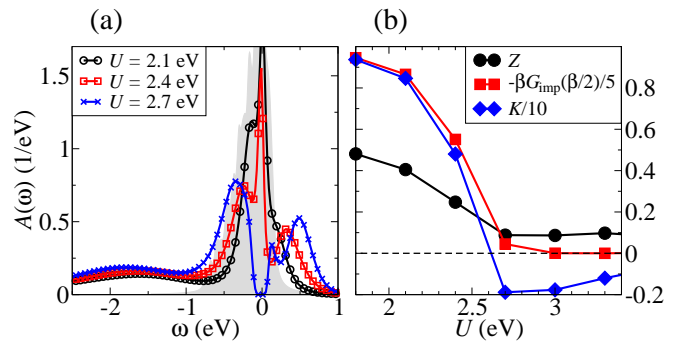 (a)
(b)
U = 2.1 eV
U = 2.4 eV
U = 2.7 eV
Z
-βG_imp(β/2)/5
K/10
A(ω) (1/eV)
1.5
1
0.5
0
-2
-1
0
1
ω (eV)
0.8
0.6
0.4
0.2
0
-0.2
2
2.5
3
U (eV)